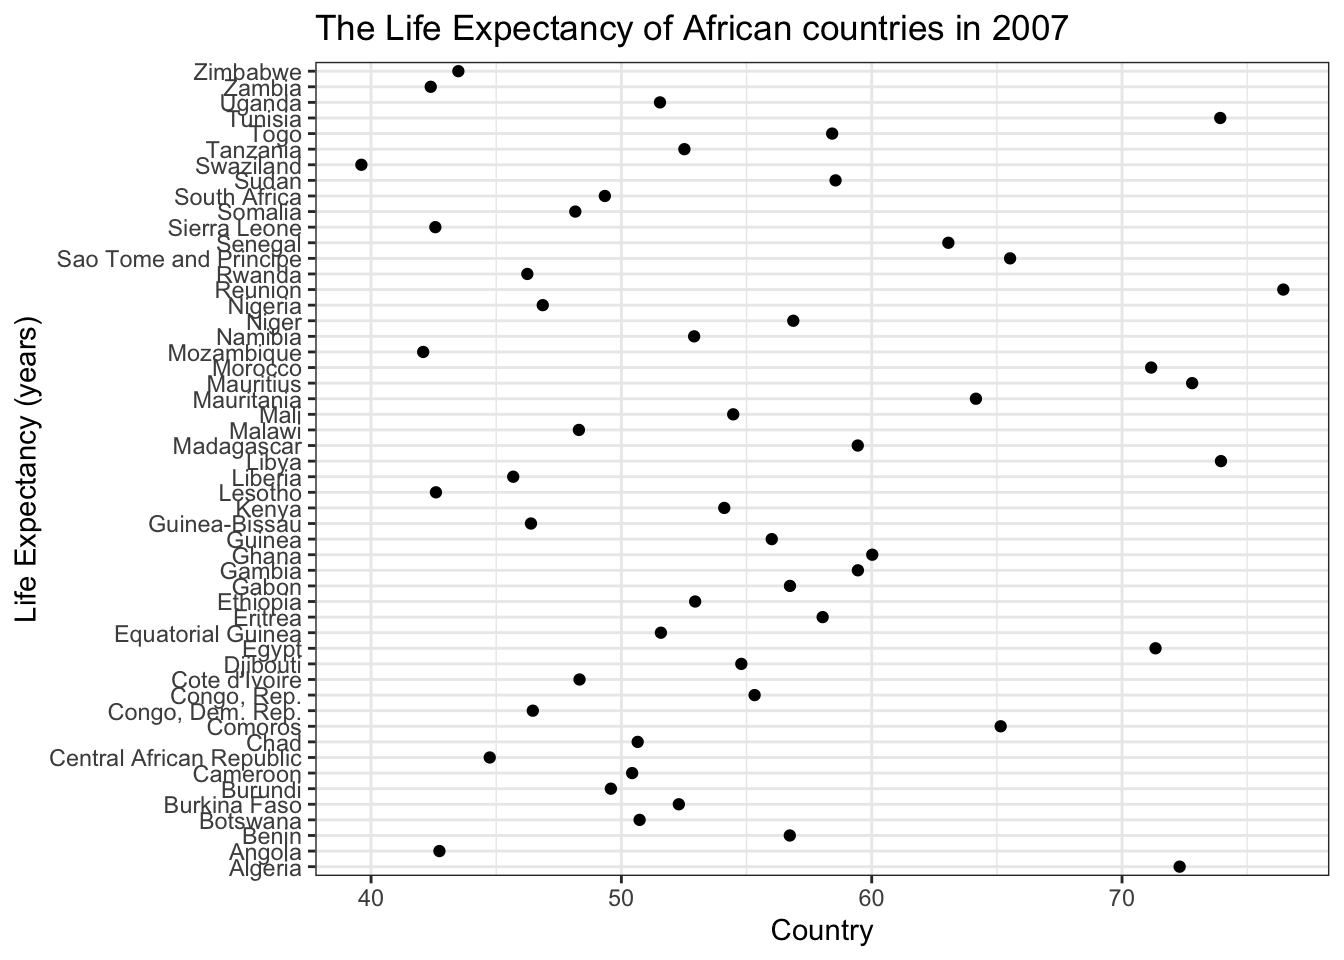 The Life Expectancy of African countries in 2007
Zimbabwe
Zambia
Uganda
Tunisia
Togo
Tanzania
Swaziland
Sudan
South Africa
Somalia
Sierra Leone
Senegal
Sao Tome and Principe
Rwanda
Reunion
Nigeria
Niger
Namibia
Mozambique
Morocco
Mauritius
Mauritania
Mali
Malawi
Madagascar
Libya
Liberia
Lesotho
Kenya
Guinea-Bissau
Guinea
Ghana
Gambia
Gabon
Ethiopia
Eritrea
Equatorial Guinea
Egypt
Djibouti
Cote d'Ivoire
Congo, Rep.
Congo, Dem. Rep.
Comoros
Chad
Central African Republic
Cameroon
Burundi
Burkina Faso
Botswana
Benin
Angola
Algeria
Life Expectancy (years)
40 50 60 70
Country